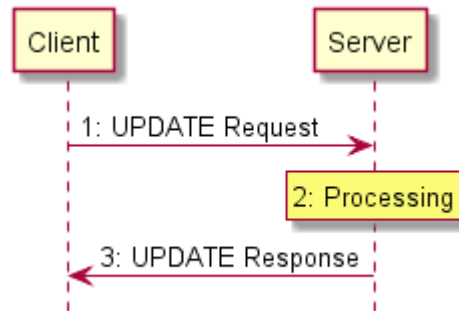 Client
Server
1: UPDATE Request
2: Processing
3: UPDATE Response